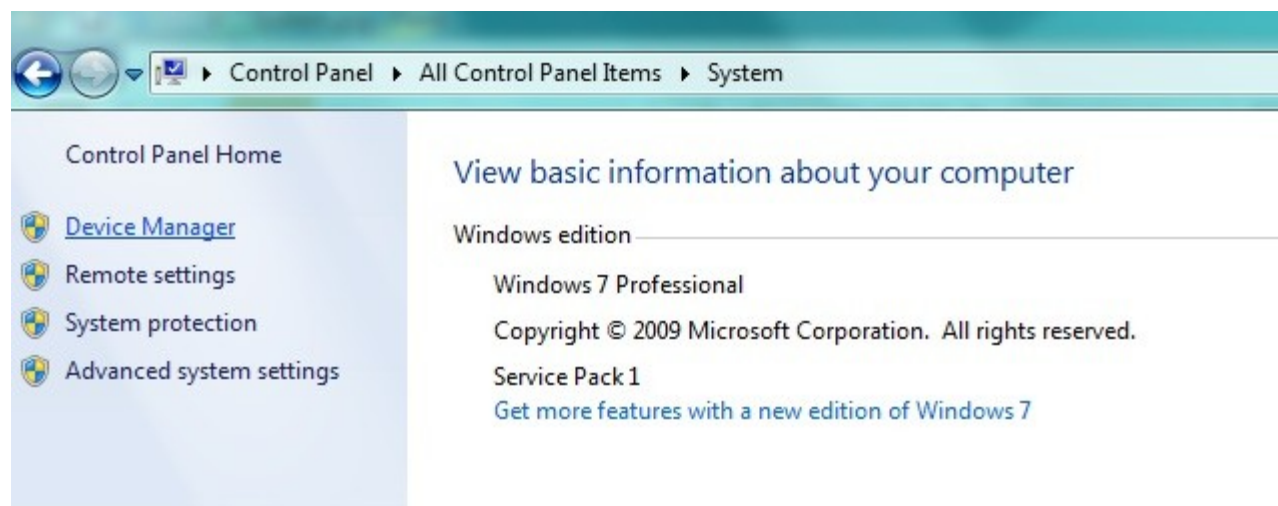 Control Panel All Control Panel Items System
Control Panel Home
Device Manager
Remote settings
System protection
Advanced system settings
View basic information about your computer
Windows edition
Windows 7 Professional
Copyright © 2009 Microsoft Corporation. All rights reserved.
Service Pack 1
Get more features with a new edition of Windows 7